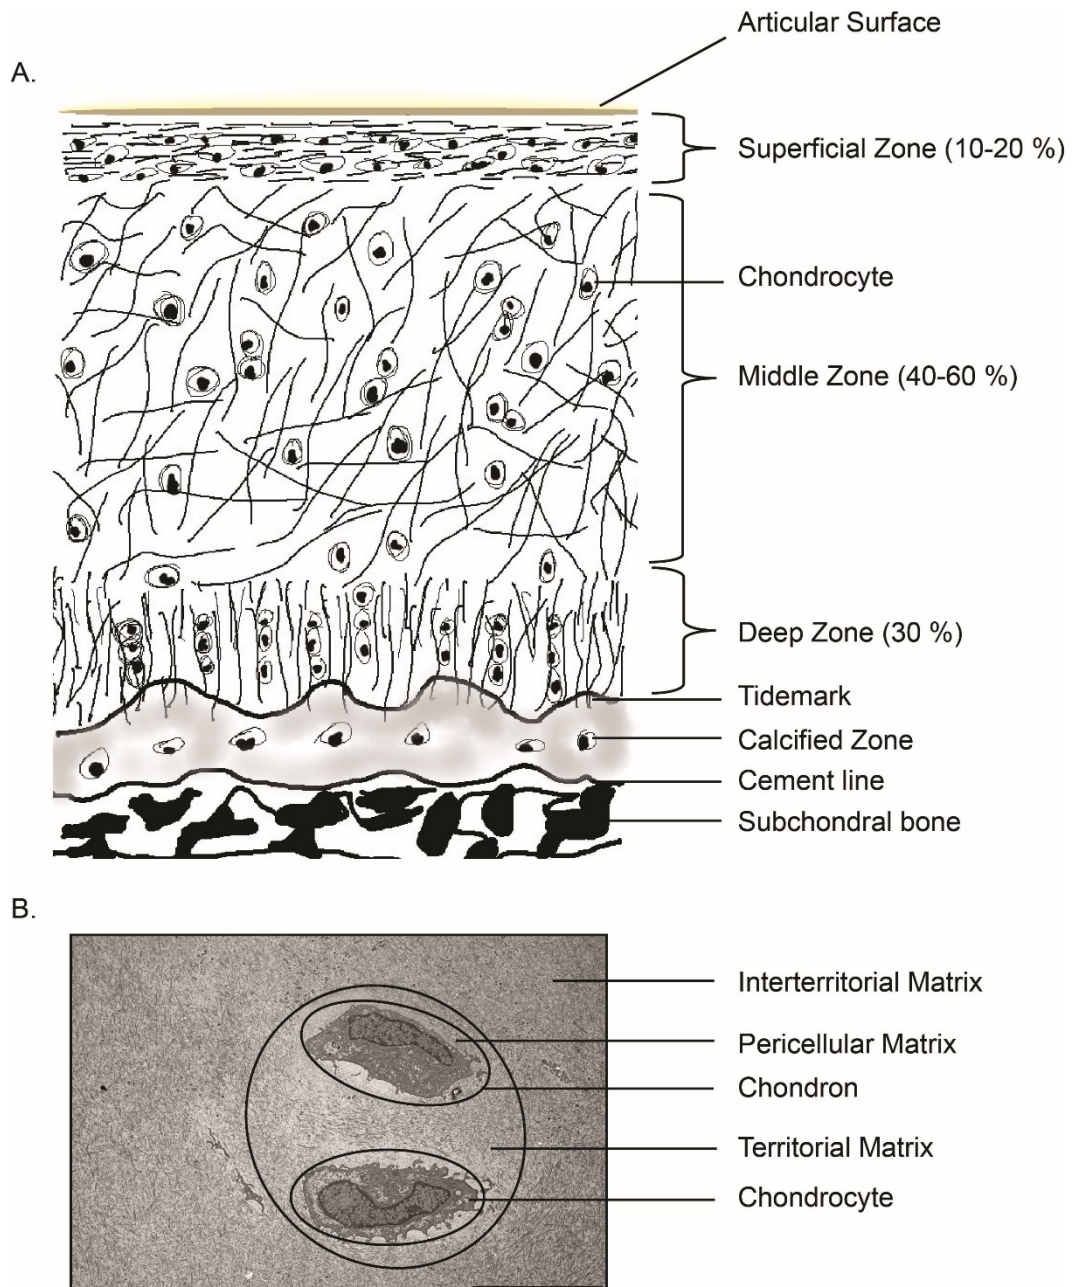 Articular Surface
A.
Superficial Zone (10-20 %)
Chondrocyte
Middle Zone (40-60 %)
Deep Zone (30 %)
Tidemark
Calcified Zone
Cement line
Subchondral bone
B.
Interterritorial Matrix
Pericellular Matrix
Chondron
Territorial Matrix
Chondrocyte